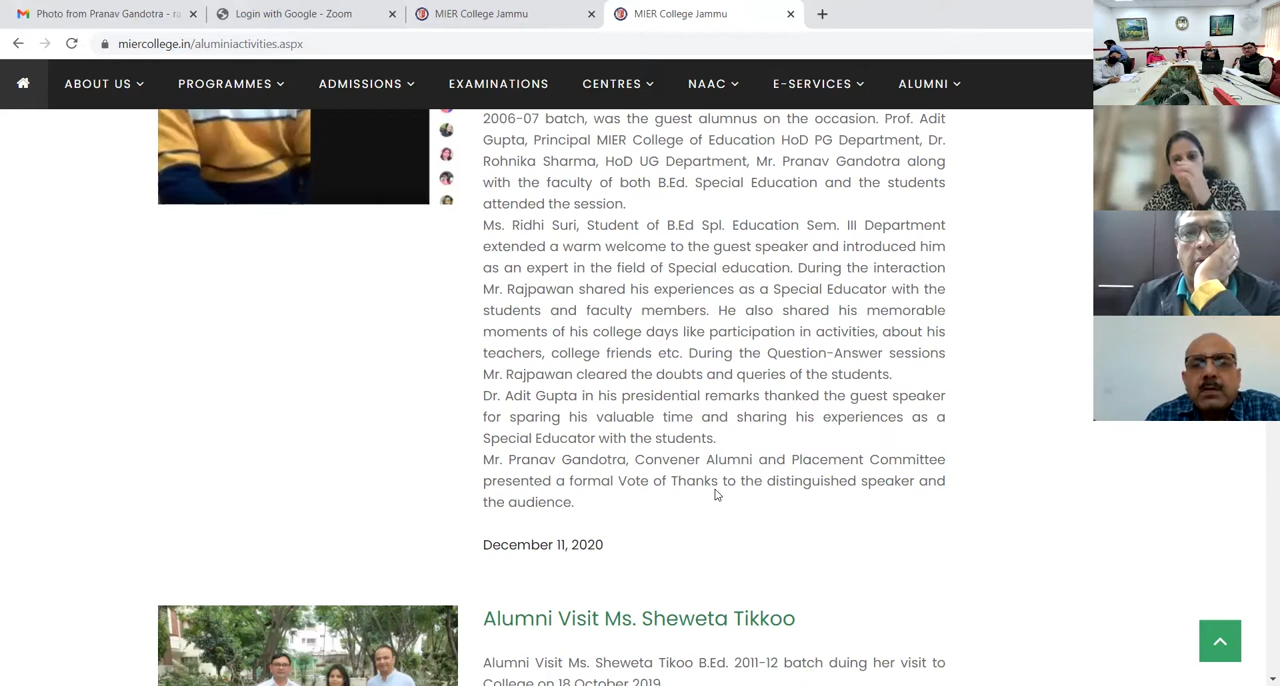 Photo from Pranav Gandotra - ra
Login with Google - Zoom
MIER College Jammu
MIER College Jammu
miercollege.in/aluminiactivities.aspx
ABOUT US PROGRAMMES ADMISSIONS EXAMINATIONS CENTRES NAAC E-SERVICES ALUMNI
2006-07 batch, was the guest alumnus on the occasion. Prof. Adit
Gupta, Principal MIER College of Education HoD PG Department, Dr.
Rohnika Sharma, HoD UG Department, Mr. Pranav Gandotra along
with the faculty of both B.Ed. Special Education and the students
attended the session.
Ms. Ridhi Suri, Student of B.Ed Spl. Education Sem. III Department
extended a warm welcome to the guest speaker and introduced him
as an expert in the field of Special education. During the interaction
Mr. Rajpawan shared his experiences as a Special Educator with the
students and faculty members. He also shared his memorable
moments of his college days like participation in activities, about his
teachers, college friends etc. During the Question-Answer sessions
Mr. Rajpawan cleared the doubts and queries of the students.
Dr. Adit Gupta in his presidential remarks thanked the guest speaker
for sparing his valuable time and sharing his experiences as a
Special Educator with the students.
Mr. Pranav Gandotra, Convener Alumni and Placement Committee
presented a formal Vote of Thanks to the distinguished speaker and
the audience.
December 11, 2020
Alumni Visit Ms. Sheweta Tikkoo
Alumni Visit Ms. Sheweta Tikoo B.Ed. 2011-12 batch duing her visit to
College on 18 October 2019